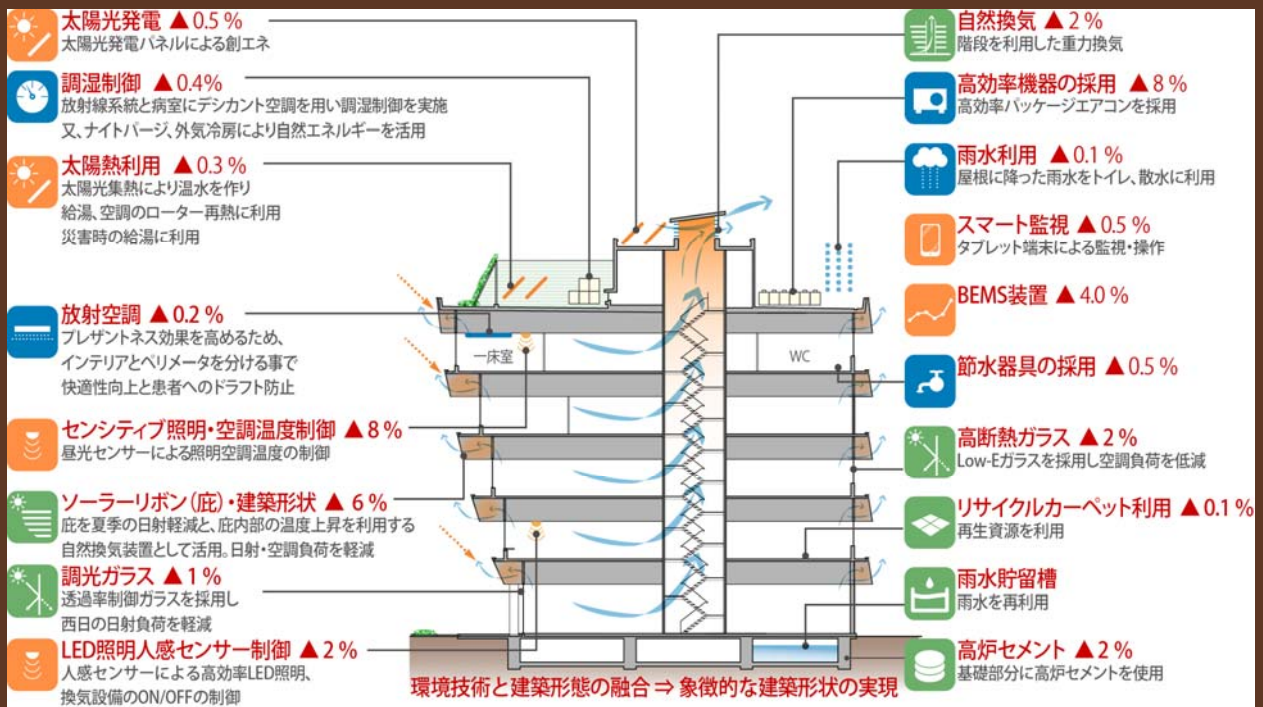 太陽光発電 ▲0.5%
太陽光発電パネルによる創エネ
調湿制御 ▲0.4%
放射線系統と病室にデシカント空調を用い調湿制御を実施
又、ナイトパージ、外気冷房により自然エネルギーを活用
太陽熱利用 ▲0.3%
太陽光集熱により温水を作り
給湯、空調のローター再熱に利用
災害時の給湯に利用
放射空調 ▲0.2%
プレザントネス効果を高めるため、
インテリアとペリメータを分ける事で
快適性向上と患者へのドラフト防止
センシティブ照明・空調温度制御 ▲8%
昼光センサーによる照明空調温度の制御
ソーラーリボン(庇)・建築形状 ▲6%
庇を夏季の日射軽減と、庇内部の温度上昇を利用する
自然換気装置として活用。日射・空調負荷を軽減
調光ガラス ▲1%
透過率制御ガラスを採用し
西日の日射負荷を軽減
LED照明人感センサー制御 ▲2%
人感センサーによる高効率LED照明、
換気設備のON/OFFの制御
一床室
WC
自然換気 ▲2%
階段を利用した重力換気
高効率機器の採用 ▲8%
高効率パッケージエアコンを採用
雨水利用 ▲0.1%
屋根に降った雨水をトイレ、散水に利用
スマート監視 ▲0.5%
タブレット端末による監視・操作
BEMS装置 ▲4.0%
節水器具の採用 ▲0.5%
高断熱ガラス ▲2%
Low-Eガラスを採用し空調負荷を低減
リサイクルカーペット利用 ▲0.1%
再生資源を利用
雨水貯留槽
雨水を再利用
高炉セメント ▲2%
基礎部分に高炉セメントを使用
環境技術と建築形態の融合⇒象徴的な建築形状の実現